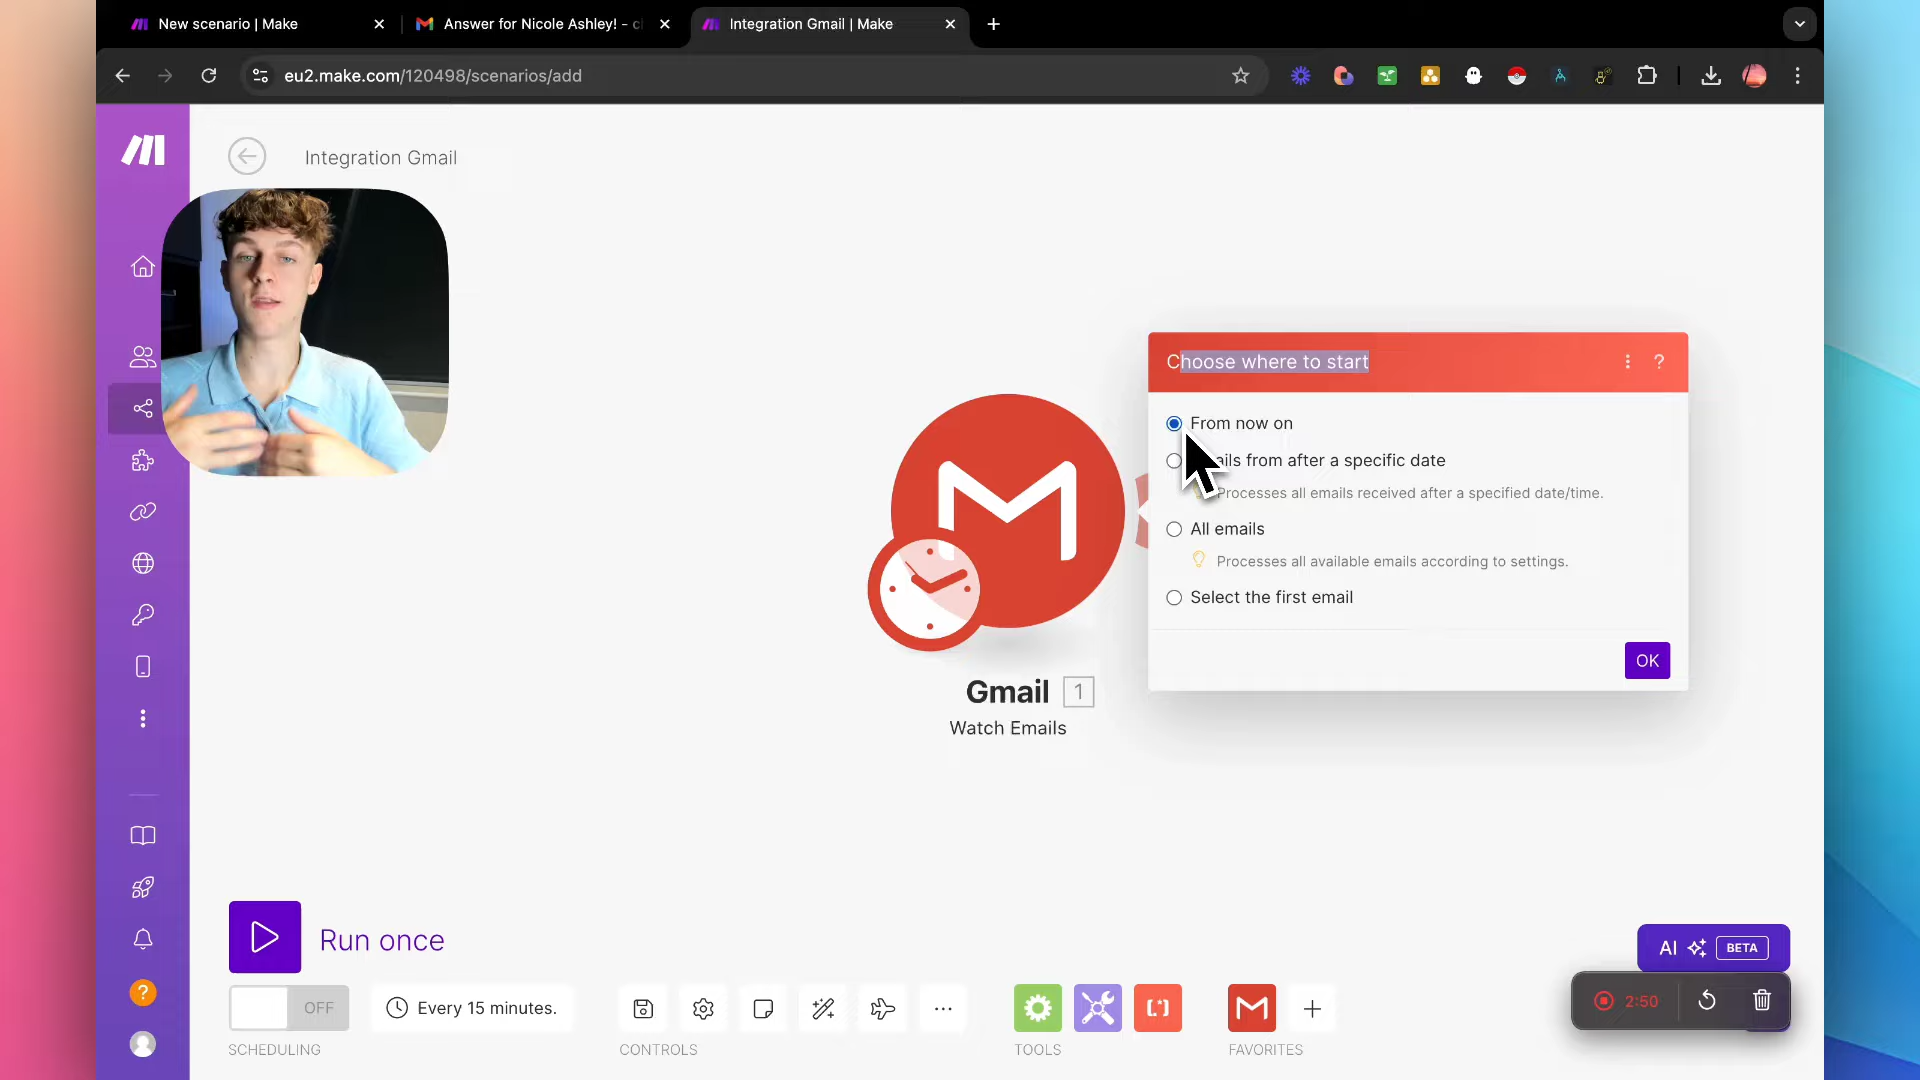 New scenario | Make
Answer for Nicole Ashley! - c
Integration Gmail | Make
eu2.make.com/120498/scenarios/add
Integration Gmail
Choose where to start
?
From now on
ails from after a specific date
Processes all emails received after a specified date/time.
All emails
Processes all available emails according to settings.
Select the first email
OK
Gmail 1
Watch Emails
Run once
AI BETA
OFF
Every 15 minutes.
2:50
?
SCHEDULING
CONTROLS
TOOLS
FAVORITES